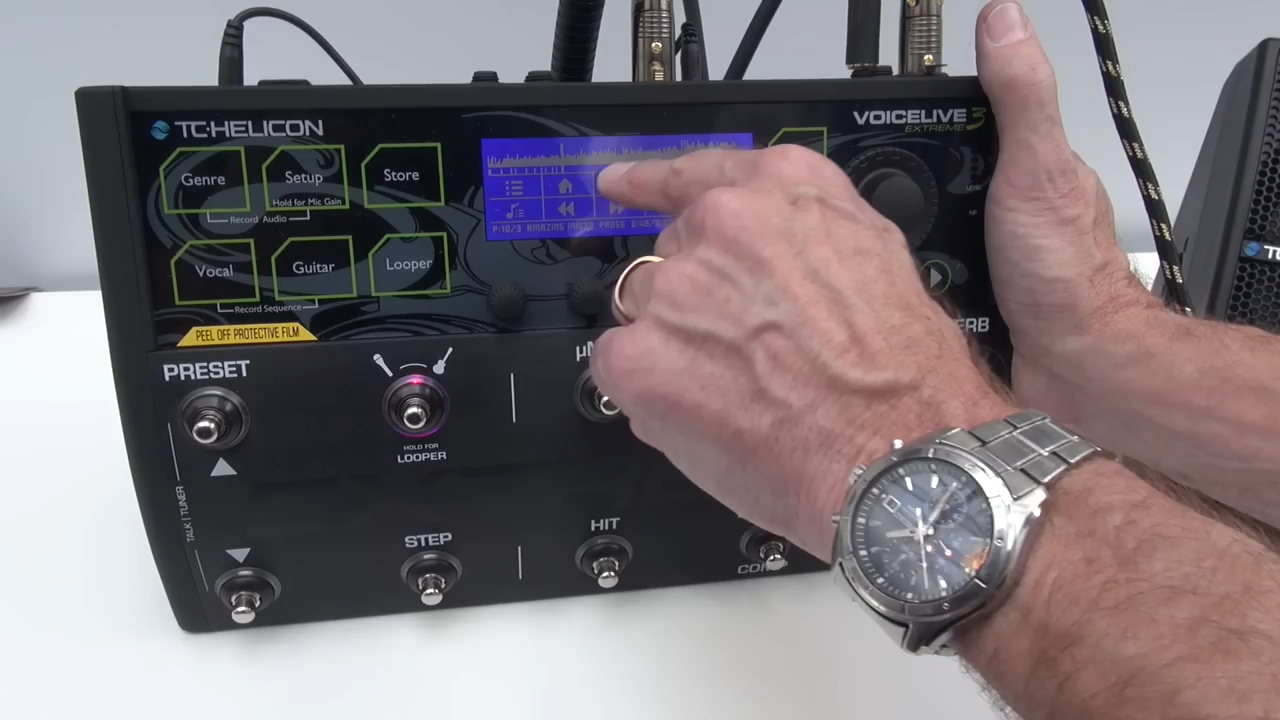 TC·HELICON
VOICELIVE 3
EXTREME
Genre
Setup
Hold for Mic Gain
Store
Record Audio
Vocal
Guitar
Looper
Record Sequence
PEEL OFF PROTECTIVE FILM
PRESET
HOLD FOR
LOOPER
TALK | TUNER
STEP
HIT